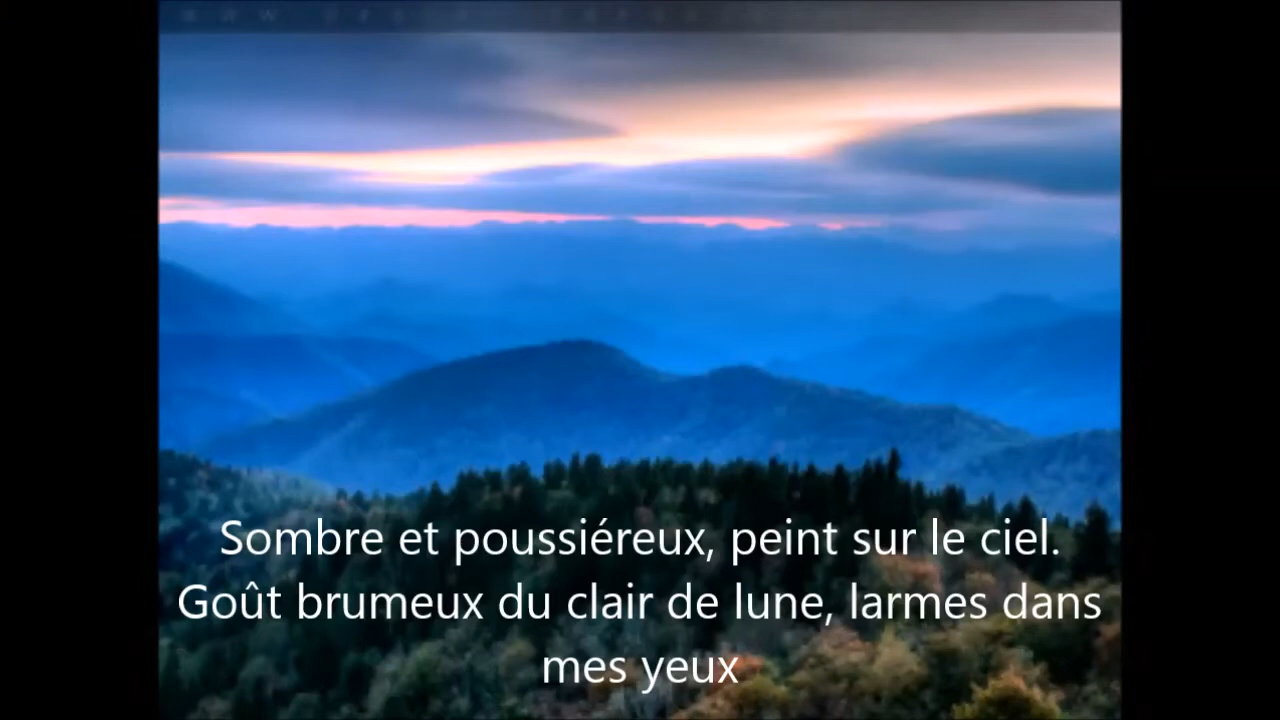 Sombre et poussiéreux, peint sur le ciel.
Goût brumeux du clair de lune, larmes dans
mes yeux